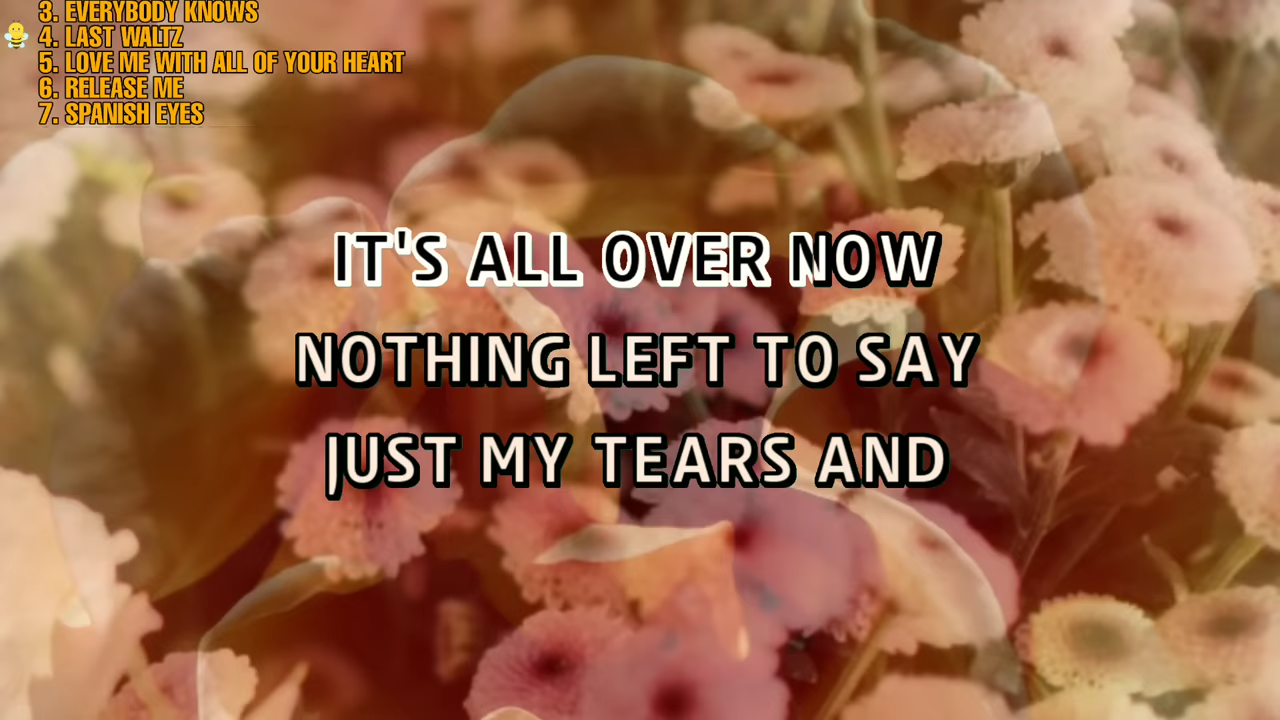 3. EVERYBODY KNOWS
4. LAST WALTZ
5. LOVE ME WITH ALL OF YOUR HEART
6. RELEASE ME
7. SPANISH EYES
IT'S ALL OVER NOW
NOTHING LEFT TO SAY
JUST MY TEARS AND